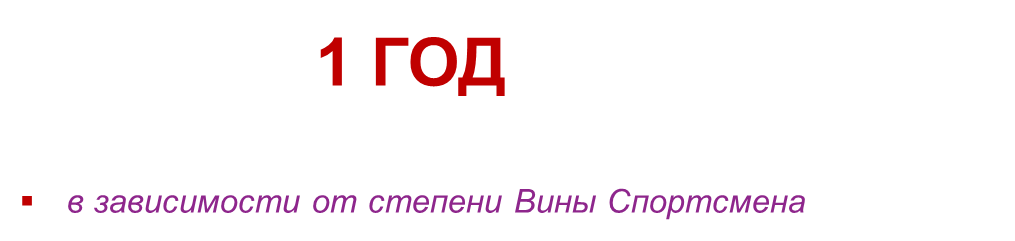 1 ГОД
▪ в зависимости от степени Вины Спортсмена